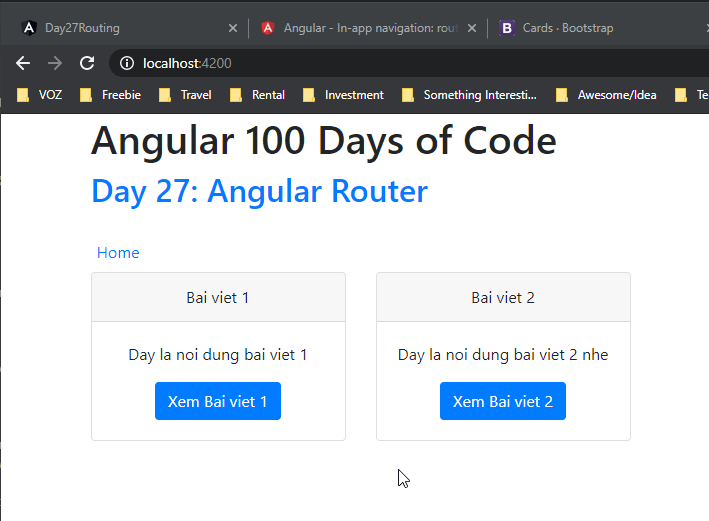 Day27Routing
Angular - In-app navigation: rout
Cards · Bootstrap
localhost:4200
VOZ
Freebie
Travel
Rental
Investment
Something Interesti...
Awesome/Idea
Te
Angular 100 Days of Code
Day 27: Angular Router
Home
Bai viet 1
Bai viet 2
Day la noi dung bai viet 1
Day la noi dung bai viet 2 nhe
Xem Bai viet 1
Xem Bai viet 2